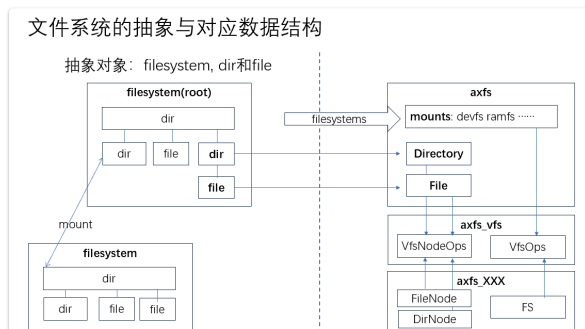 文件系统的抽象与对应数据结构
抽象对象：filesystem, dir和file
filesystem(root)
dir
dir
file
dir
file
mount
filesystem
dir
dir
file
file
filesystems
axfs
mounts: devfs ramfs ⋯⋯
Directory
File
axfs_vfs
VfsNodeOps
VfsOps
axfs_XXX
FileNode
DirNode
FS